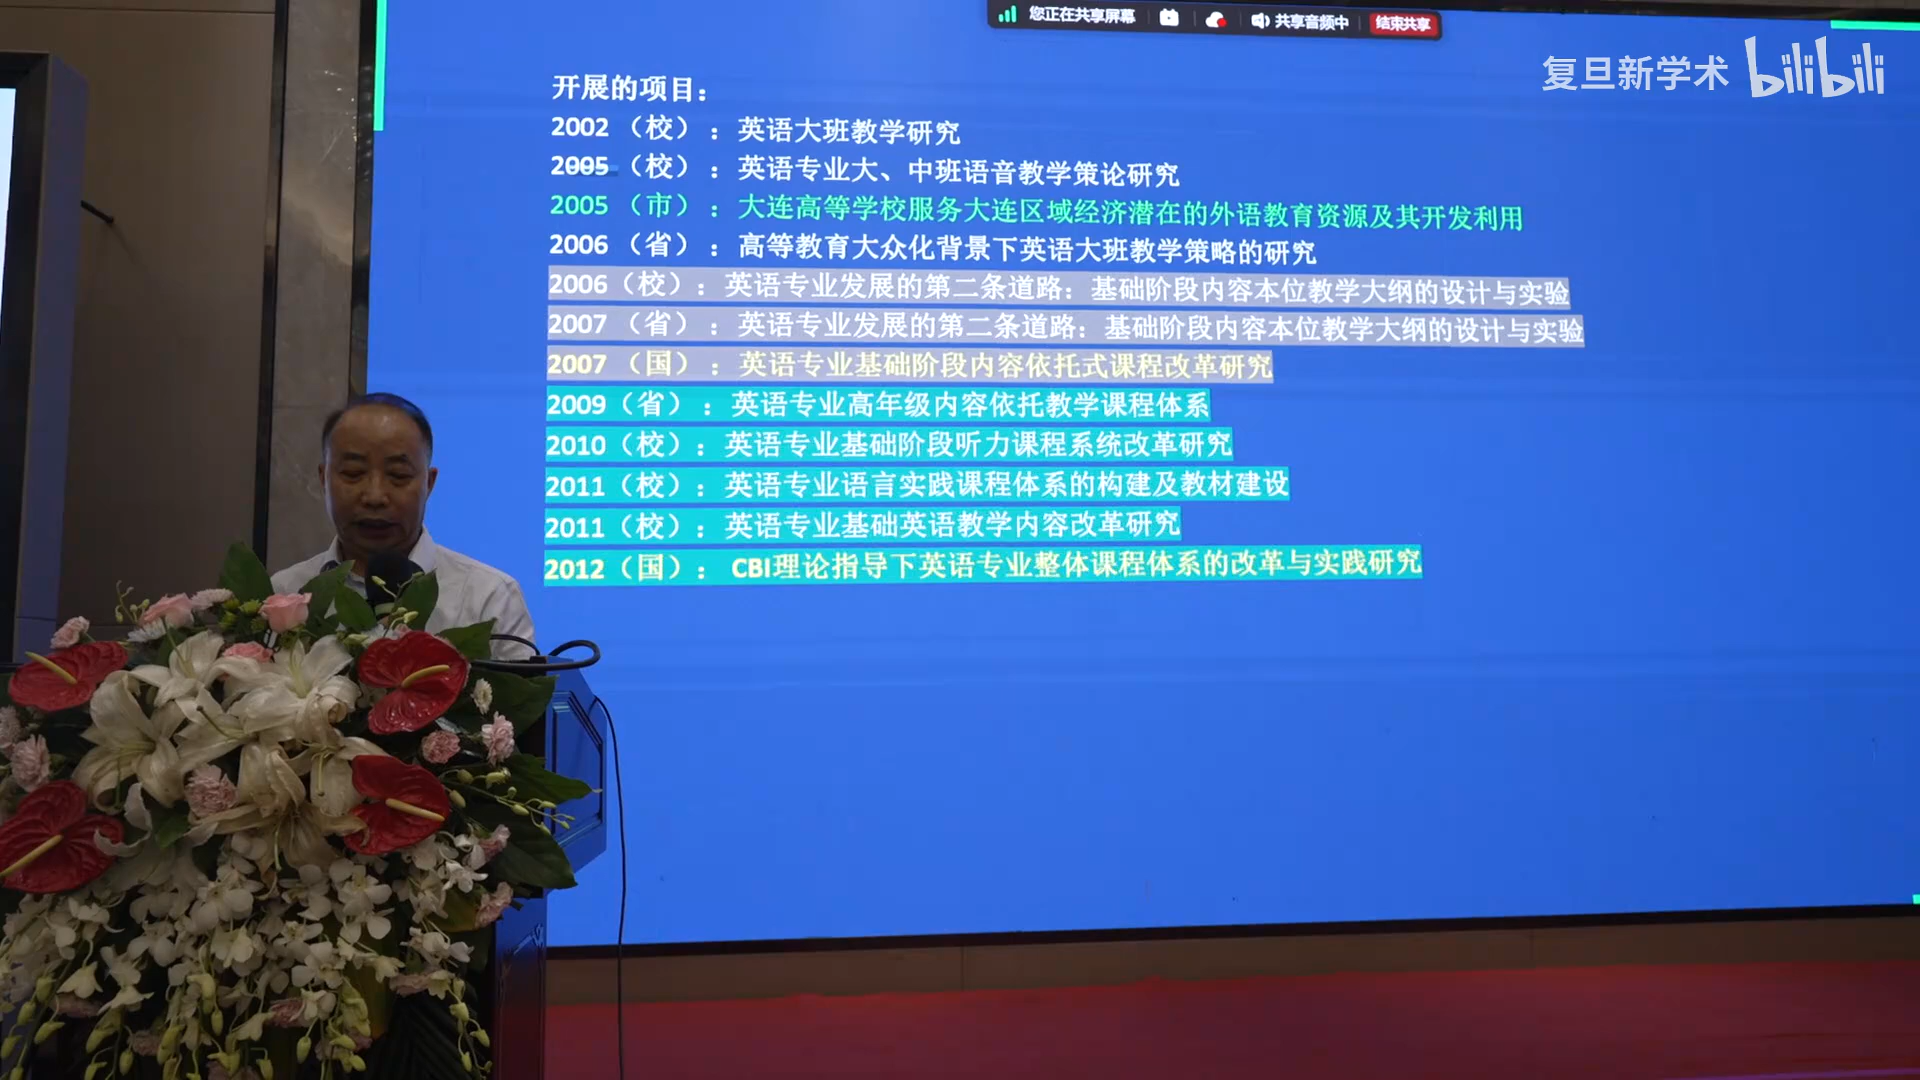 您正在共享屏幕 共享音频中 结束共享
复旦新学术 bilibili
开展的项目：
2002 （校） ： 英语大班教学研究
2005 （校） ： 英语专业大、中班语音教学策论研究
2005 （市） ： 大连高等学校服务大连区域经济潜在的外语教育资源及其开发利用
2006 （省） ： 高等教育大众化背景下英语大班教学策略的研究
2006（校）： 英语专业发展的第二条道路：基础阶段内容本位教学大纲的设计与实验
2007 （省）： 英语专业发展的第二条道路：基础阶段内容本位教学大纲的设计与实验
2007 （国） ： 英语专业基础阶段内容依托式课程改革研究
2009（省） ： 英语专业高年级内容依托教学课程体系
2010（校）： 英语专业基础阶段听力课程系统改革研究
2011（校）： 英语专业语言实践课程体系的构建及教材建设
2011（校）： 英语专业基础英语教学内容改革研究
2012（国）： CBI理论指导下英语专业整体课程体系的改革与实践研究